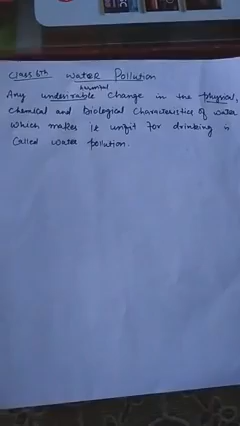 Class 6th Water Pollution
Any undesirable change in the physical,
chemical and Biological characteristics of water
which makes it unfit for drinking is
called water pollution.